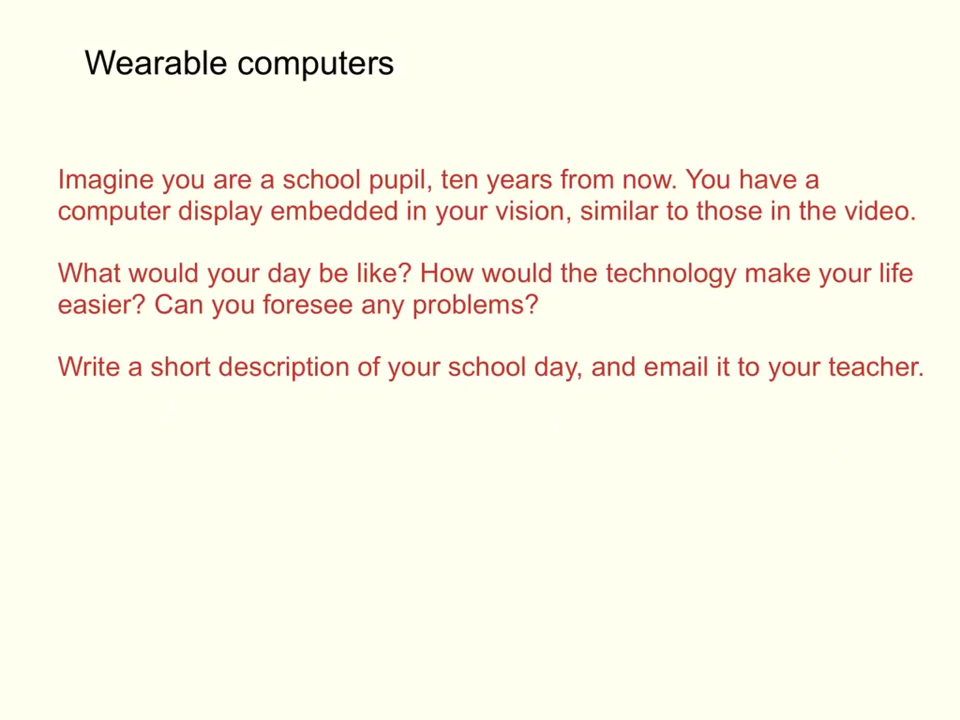 Wearable computers
Imagine you are a school pupil, ten years from now. You have a
computer display embedded in your vision, similar to those in the video.
What would your day be like? How would the technology make your life
easier? Can you foresee any problems?
Write a short description of your school day, and email it to your teacher.